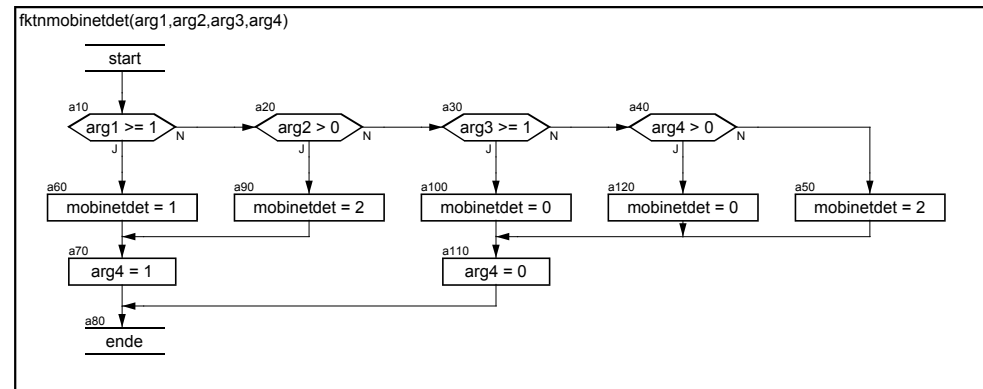 fktnmobinetdet(arg1,arg2,arg3,arg4)
start
a10
arg1 >= 1
N
J
a20
arg2 > 0
N
J
a30
arg3 >= 1
N
J
a40
arg4 > 0
N
J
a60
mobinetdet = 1
a90
mobinetdet = 2
a100
mobinetdet = 0
a120
mobinetdet = 0
a50
mobinetdet = 2
a70
arg4 = 1
a110
arg4 = 0
a80
ende